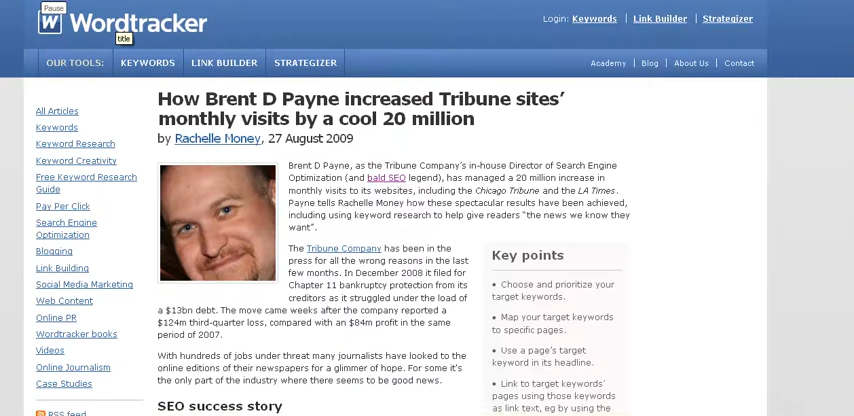 Pause
W Wordtracker
title
Login: Keywords | Link Builder | Strategizer
OUR TOOLS: KEYWORDS LINK BUILDER STRATEGIZER
Academy | Blog | About Us | Contact
All Articles
Keywords
Keyword Research
Keyword Creativity
Free Keyword Research
Guide
Pay Per Click
Search Engine
Optimization
Blogging
Link Building
Social Media Marketing
Web Content
Online PR
Wordtracker books
Videos
Online Journalism
Case Studies
RSS feed
How Brent D Payne increased Tribune sites’
monthly visits by a cool 20 million
by Rachelle Money, 27 August 2009
Brent D Payne, as the Tribune Company’s in-house Director of Search Engine
Optimization (and bald SEO legend), has managed a 20 million increase in
monthly visits to its websites, including the Chicago Tribune and the LA Times.
Payne tells Rachelle Money how these spectacular results have been achieved,
including using keyword research to help give readers “the news we know they
want”.
The Tribune Company has been in the
press for all the wrong reasons in the last
few months. In December 2008 it filed for
Chapter 11 bankruptcy protection from its
creditors as it struggled under the load of
a $13bn debt. The move came weeks after the company reported a
$124m third-quarter loss, compared with an $84m profit in the same
period of 2007.
With hundreds of jobs under threat many journalists have looked to the
online editions of their newspapers for a glimmer of hope. For some it’s
the only part of the industry where there seems to be good news.
SEO success story
Key points
• Choose and prioritize your
target keywords.
• Map your target keywords
to specific pages.
• Use a page’s target
keyword in its headline.
• Link to target keywords’
pages using those keywords
as link text, eg by using the